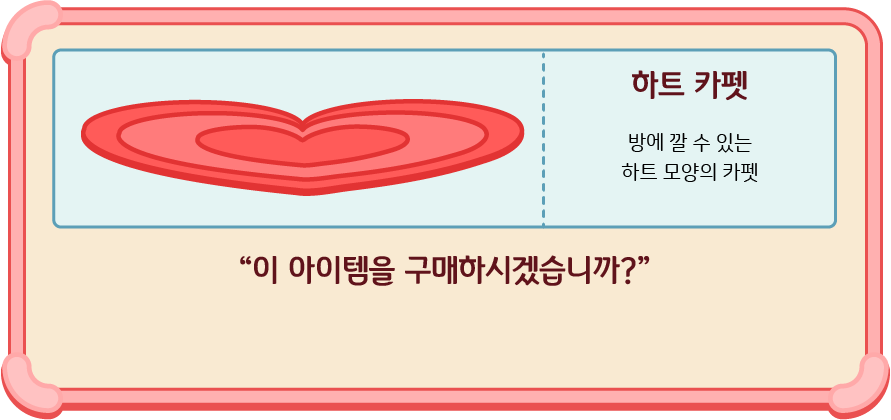 하트 카펫
방에 깔 수 있는
하트 모양의 카펫
“이 아이템을 구매하시겠습니까?”